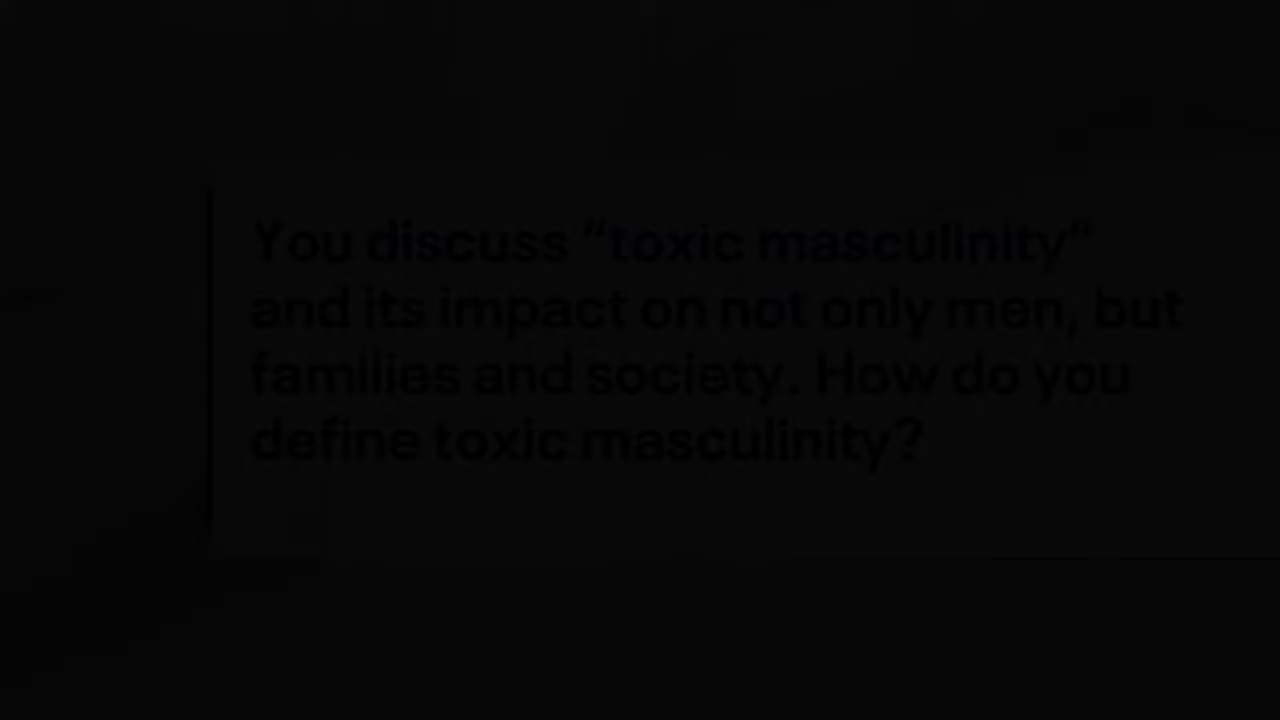 You discuss “toxic masculinity”
and its impact on not only men, but
families and society. How do you
define toxic masculinity?